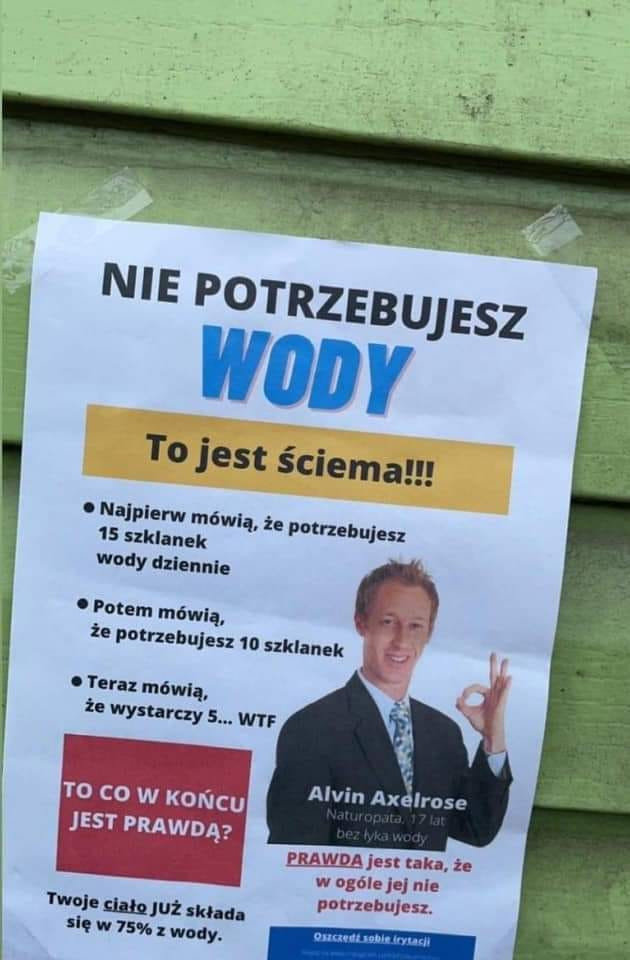 NIE POTRZEBUJESZ
WODY
To jest ściema!!!
● Najpierw mówią, że potrzebujesz
15 szklanek
wody dziennie
● Potem mówią,
że potrzebujesz 10 szklanek
● Teraz mówią,
że wystarczy 5... WTF
TO CO W KOŃCU
JEST PRAWDĄ?
Twoje ciało JUŻ składa
się w 75% z wody.
Alvin Axelrose
Naturopata, 17 lat
bez łyka wody
PRAWDA jest taka, że
w ogóle jej nie
potrzebujesz.
Oszczędź sobie irytacji